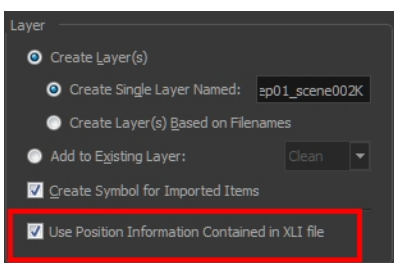 Layer
Create Layer(s)
Create Single Layer Named: ep01_scene002K
Create Layer(s) Based on Filenames
Add to Existing Layer: Clean
Create Symbol for Imported Items
Use Position Information Contained in XLI file